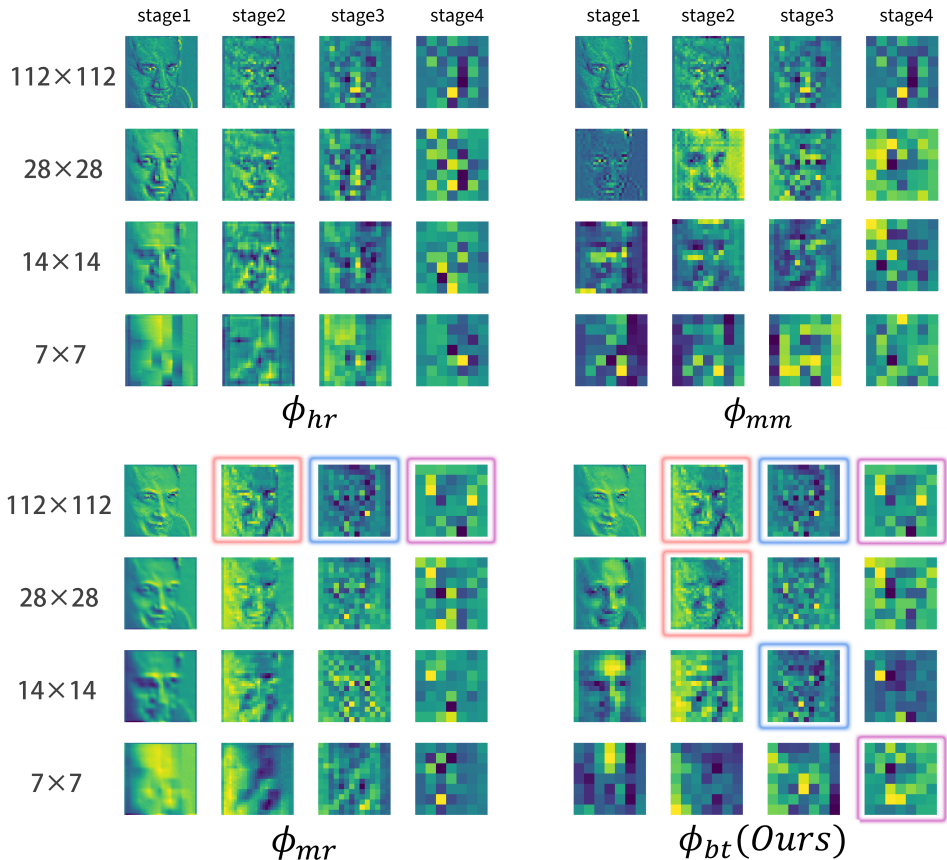 stage1 stage2 stage3 stage4 stage1 stage2 stage3 stage4
112×112
28×28
14×14
7×7
ϕhr ϕmm
112×112
28×28
14×14
7×7
ϕmr ϕbt(Ours)